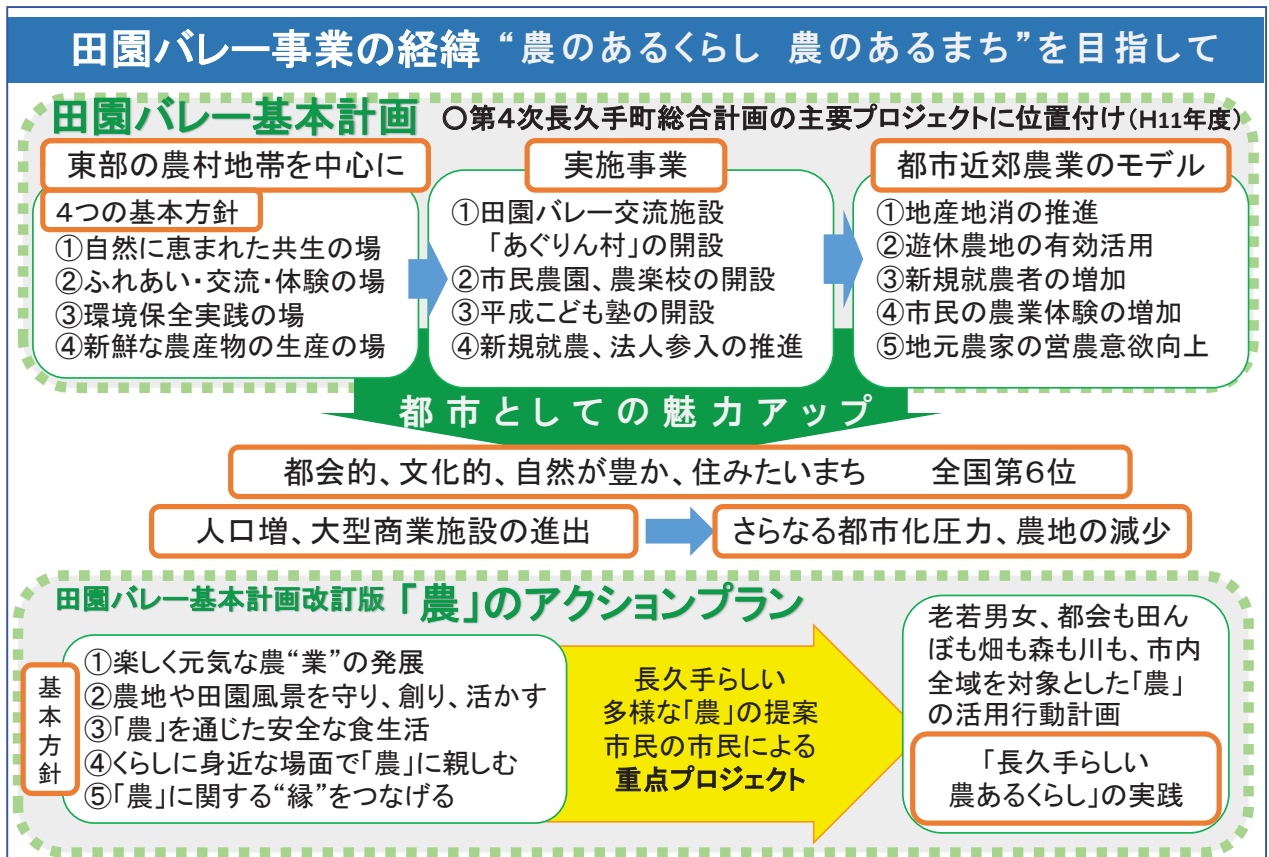 田園バレー事業の経緯 “農のあるくらし 農のあるまち”を目指して
田園バレー基本計画 ○第4次長久手町総合計画の主要プロジェクトに位置付け(H11年度)
東部の農村地帯を中心に
4つの基本方針
①自然に恵まれた共生の場
②ふれあい・交流・体験の場
③環境保全実践の場
④新鮮な農産物の生産の場
実施事業
①田園バレー交流施設
「あぐりん村」の開設
②市民農園、農楽校の開設
③平成こども塾の開設
④新規就農、法人参入の推進
都市近郊農業のモデル
①地産地消の推進
②遊休農地の有効活用
③新規就農者の増加
④市民の農業体験の増加
⑤地元農家の営農意欲向上
都市としての魅力アップ
都会的、文化的、自然が豊か、住みたいまち 全国第6位
人口増、大型商業施設の進出
さらなる都市化圧力、農地の減少
田園バレー基本計画改訂版 「農」のアクションプラン
基本方針
①楽しく元気な農“業”の発展
②農地や田園風景を守り、創り、活かす
③「農」を通じた安全な食生活
④くらしに身近な場面で「農」に親しむ
⑤「農」に関する“縁”をつなげる
長久手らしい
多様な「農」の提案
市民の市民による
重点プロジェクト
老若男女、都会も田ん
ぼも畑も森も川も、市内
全域を対象とした「農」
の活用行動計画
「長久手らしい
農あるくらし」の実践